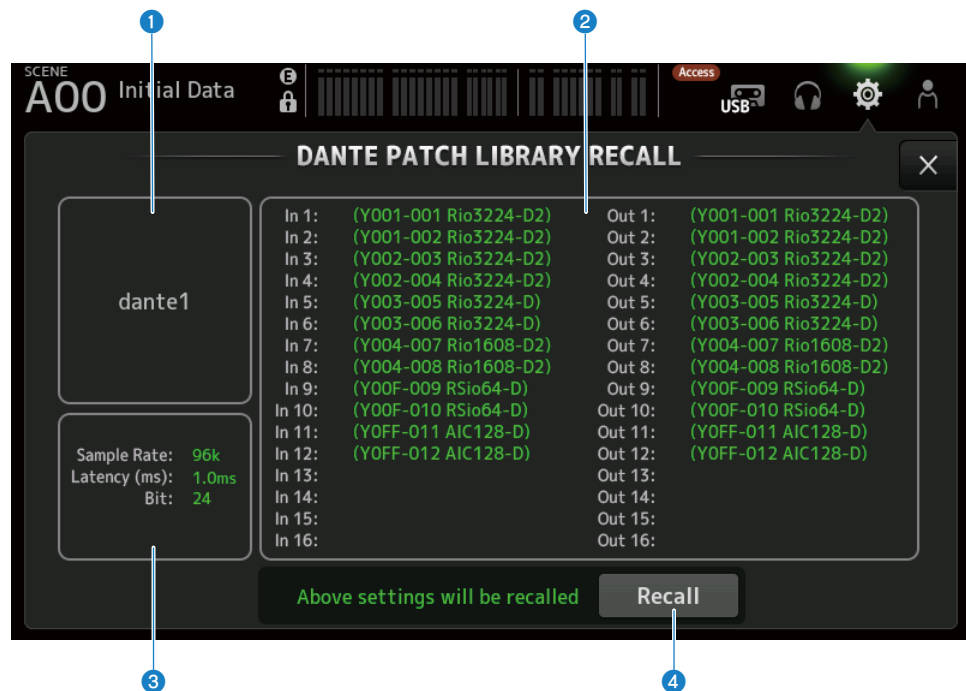 1 2
SCENE
A00 Initial Data
E
Access
USB
DANTE PATCH LIBRARY RECALL
dante1
Sample Rate: 96k
Latency (ms): 1.0ms
Bit: 24
In 1: (Y001-001 Rio3224-D2) Out 1: (Y001-001 Rio3224-D2)
In 2: (Y001-002 Rio3224-D2) Out 2: (Y001-002 Rio3224-D2)
In 3: (Y002-003 Rio3224-D2) Out 3: (Y002-003 Rio3224-D2)
In 4: (Y002-004 Rio3224-D2) Out 4: (Y002-004 Rio3224-D2)
In 5: (Y003-005 Rio3224-D) Out 5: (Y003-005 Rio3224-D)
In 6: (Y003-006 Rio3224-D) Out 6: (Y003-006 Rio3224-D)
In 7: (Y004-007 Rio1608-D2) Out 7: (Y004-007 Rio1608-D2)
In 8: (Y004-008 Rio1608-D2) Out 8: (Y004-008 Rio1608-D2)
In 9: (Y00F-009 RSio64-D) Out 9: (Y00F-009 RSio64-D)
In 10: (Y00F-010 RSio64-D) Out 10: (Y00F-010 RSio64-D)
In 11: (Y0FF-011 AIC128-D) Out 11: (Y0FF-011 AIC128-D)
In 12: (Y0FF-012 AIC128-D) Out 12: (Y0FF-012 AIC128-D)
In 13: Out 13:
In 14: Out 14:
In 15: Out 15:
In 16: Out 16:
Above settings will be recalled Recall
3 4